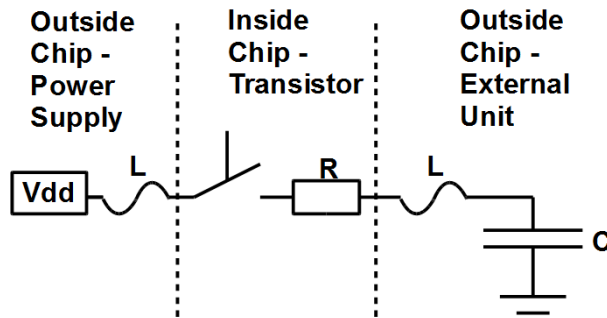 Outside
Chip -
Power
Supply
Inside
Chip -
Transistor
Outside
Chip -
External
Unit
Vdd
L
R
L
C